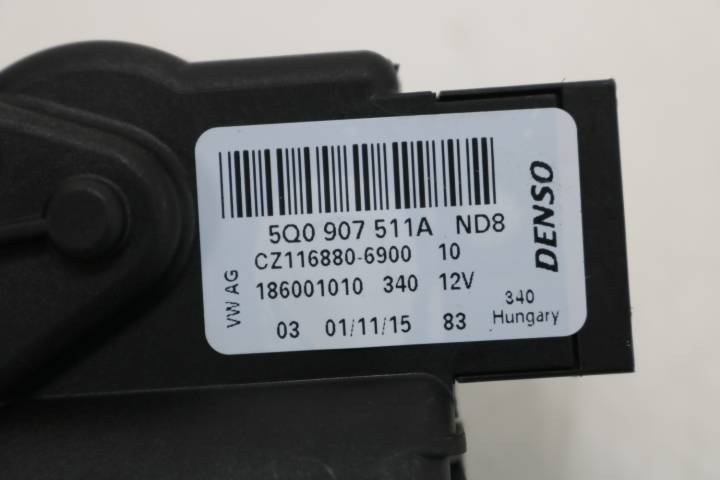 5Q0 907 511A ND8
CZ116880-6900 10
186001010 340 12V
03 01/11/15 83
VW AG
DENSO
340
Hungary